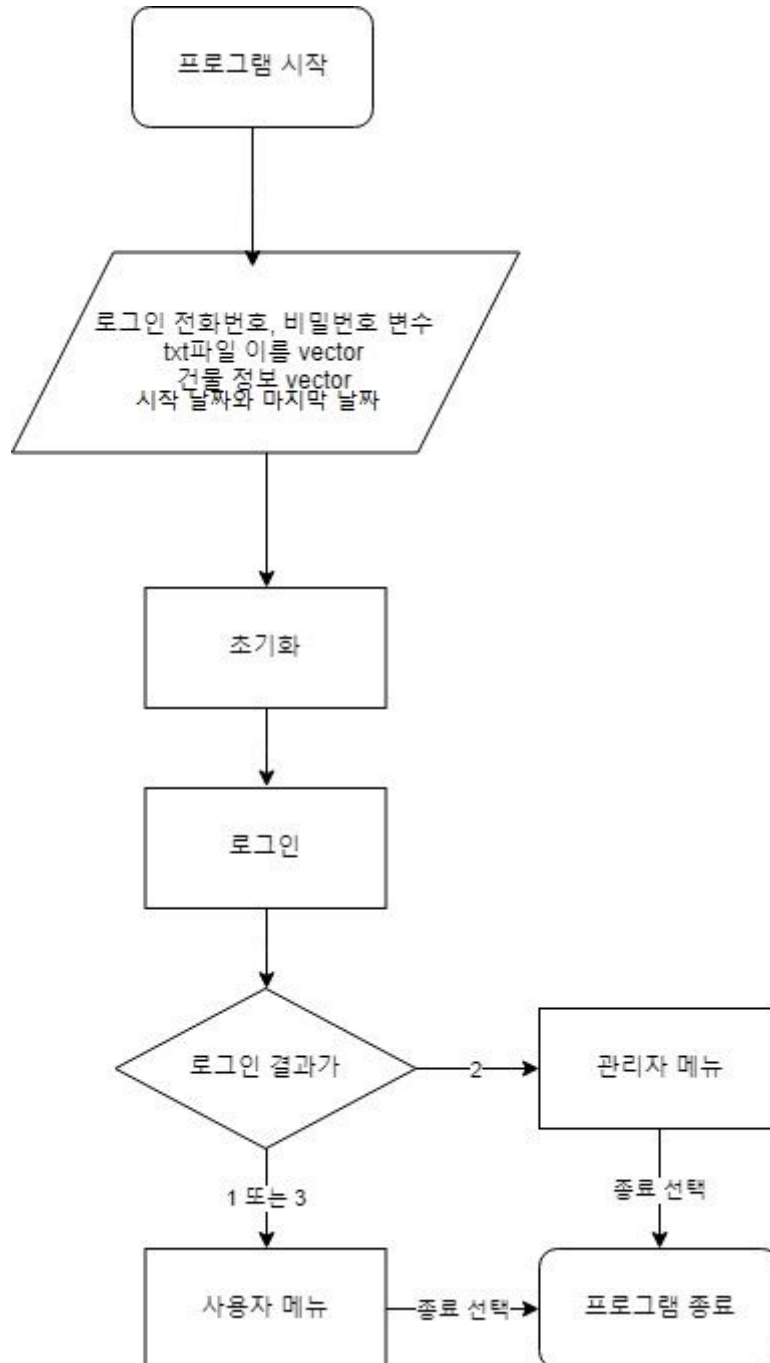 프로그램 시작
로그인 전화번호, 비밀번호 변수
txt파일 이름 vector
건물 정보 vector
시작 날짜와 마지막 날짜
초기화
로그인
로그인 결과가
2
관리자 메뉴
1 또는 3
종료 선택
사용자 메뉴
종료 선택
프로그램 종료